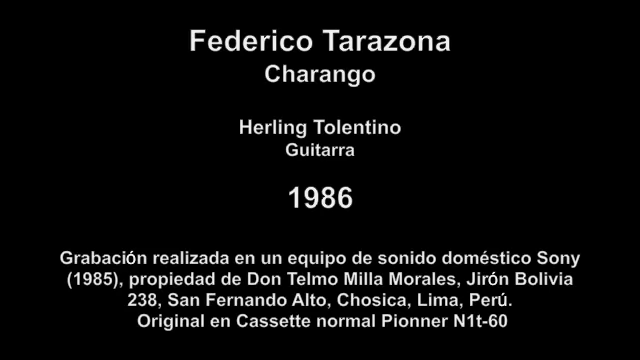 Federico Tarazona
Charango
Herling Tolentino
Guitarra
1986
Grabación realizada en un equipo de sonido doméstico Sony
(1985), propiedad de Don Telmo Milla Morales, Jirón Bolivia
238, San Fernando Alto, Chosica, Lima, Perú.
Original en Cassette normal Pionner N1t-60